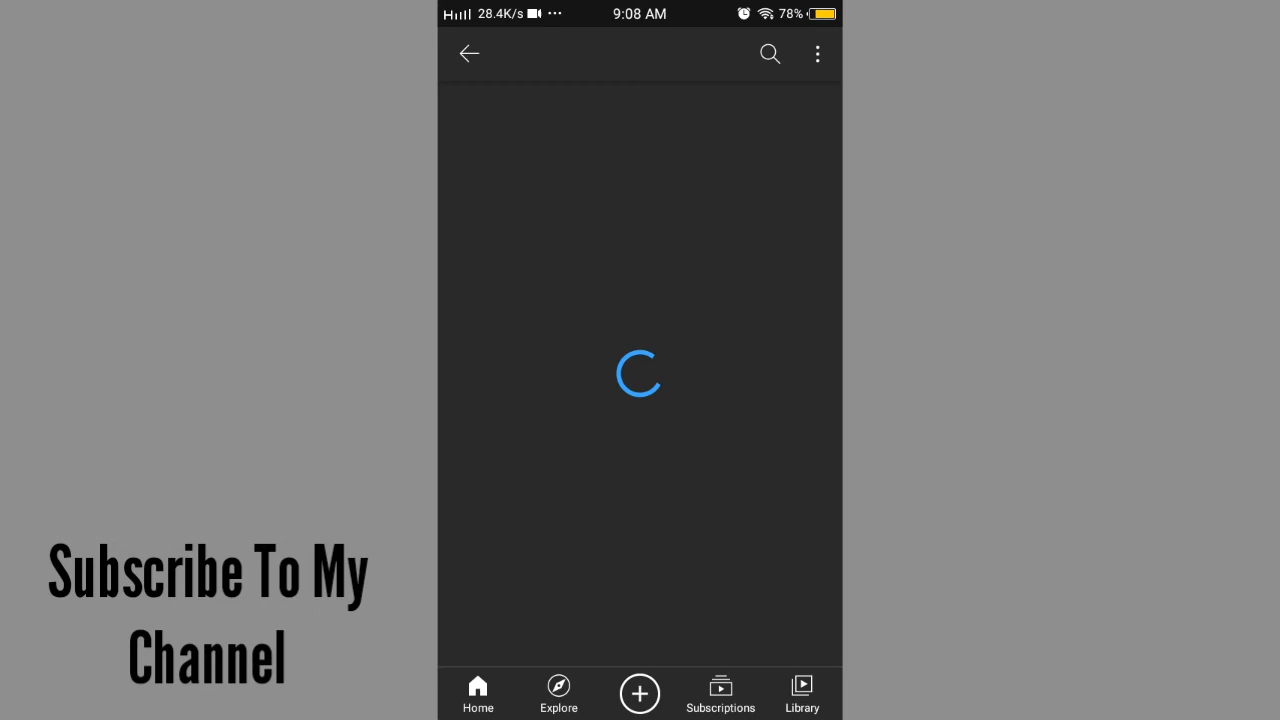 28.4K/s ••• 9:08 AM 78%
Subscribe To My
Channel
Home Explore Subscriptions Library